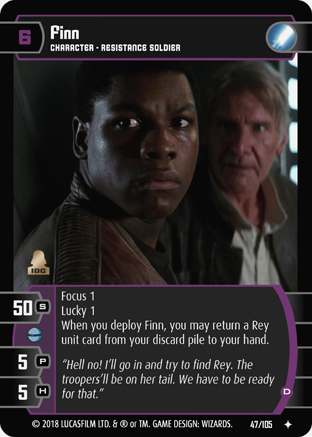 6
Finn
CHARACTER - RESISTANCE SOLDIER
IDC
50 S
Focus 1
Lucky 1
When you deploy Finn, you may return a Rey
unit card from your discard pile to your hand.
5 P
5 H
"Hell no! I'll go in and try to find Rey. The
troopers'll be on her tail. We have to be ready
for that."
D
© 2018 LUCASFILM LTD. & ® or TM. GAME DESIGN: WIZARDS. 47/105